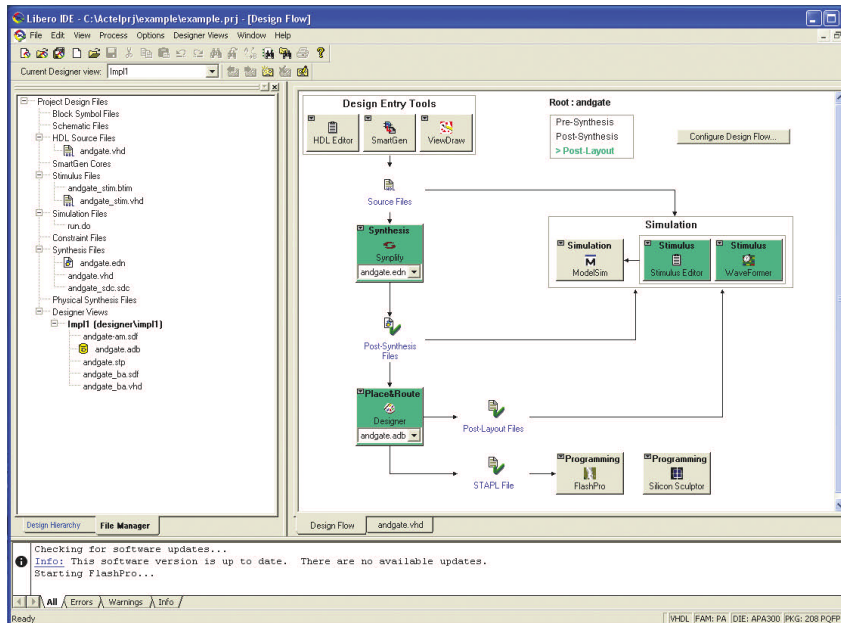 Libero IDE - C:\Actelprj\example\example.prj - [Design Flow]
File Edit View Process Options Designer Views Window Help
Current Designer view: Impl1
Project Design Files
Block Symbol Files
Schematic Files
HDL Source Files
andgate.vhd
SmartGen Cores
Stimulus Files
andgate_stim.btim
andgate_stim.vhd
Simulation Files
run.do
Constraint Files
Synthesis Files
andgate.edn
andgate.vhd
andgate_sdc.sdc
Physical Synthesis Files
Designer Views
Impl1 (designer\impl1)
andgate-am.sdf
andgate.adb
andgate.stp
andgate_ba.sdf
andgate_ba.vhd
Design Hierarchy File Manager
Design Entry Tools
HDL Editor SmartGen ViewDraw
Root : andgate
Pre-Synthesis
Post-Synthesis
> Post-Layout
Configure Design Flow...
Source Files
Synthesis
Synplify
andgate.edn
Simulation
Simulation Stimulus Stimulus
ModelSim Stimulus Editor WaveFormer
Post-Synthesis
Files
Place&Route
Designer
andgate.adb
Post-Layout Files
STAPL File
Programming
FlashPro
Programming
Silicon Sculptor
Design Flow andgate.vhd
Checking for software updates...
Info: This software version is up to date. There are no available updates.
Starting FlashPro...
All Errors Warnings Info
Ready VHDL FAM: PA DIE: APA300 PKG: 208 PQFP